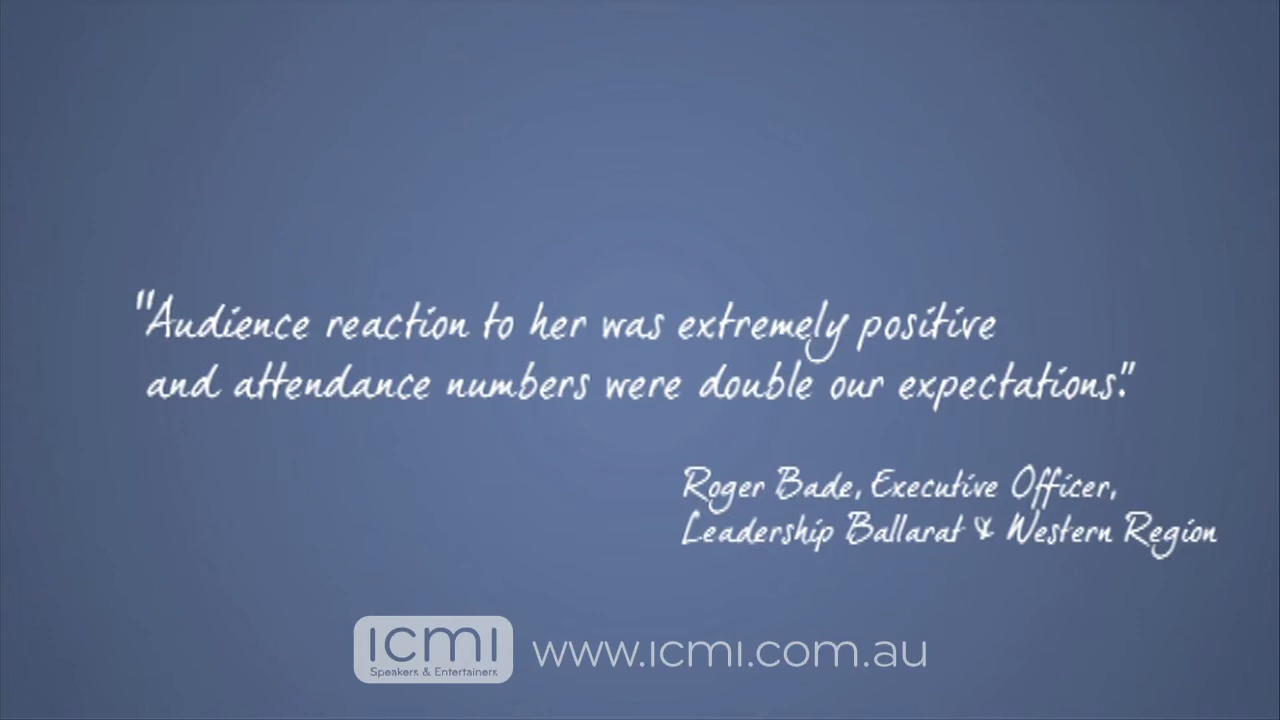 "Audience reaction to her was extremely positive
and attendance numbers were double our expectations."
Roger Bade, Executive Officer,
Leadership Ballarat & Western Region
icmi
Speakers & Entertainers
www.icmi.com.au